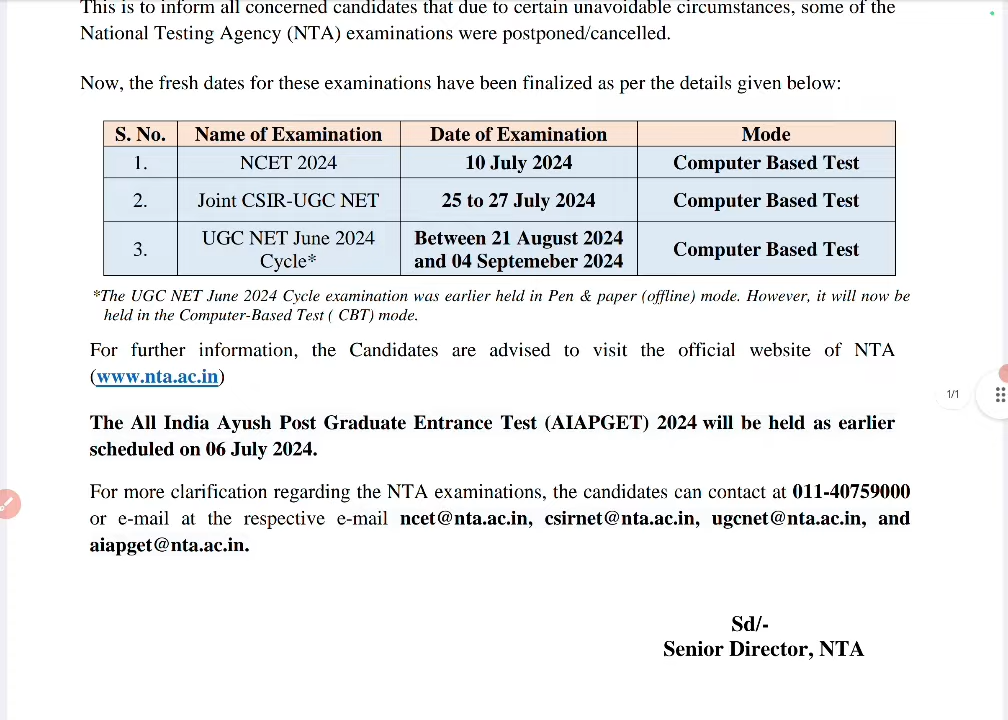 This is to inform all concerned candidates that due to certain unavoidable circumstances, some of the
National Testing Agency (NTA) examinations were postponed/cancelled.
Now, the fresh dates for these examinations have been finalized as per the details given below:
S. No. Name of Examination Date of Examination Mode
1. NCET 2024 10 July 2024 Computer Based Test
2. Joint CSIR-UGC NET 25 to 27 July 2024 Computer Based Test
3. UGC NET June 2024 Cycle* Between 21 August 2024 and 04 Septemeber 2024 Computer Based Test
*The UGC NET June 2024 Cycle examination was earlier held in Pen & paper (offline) mode. However, it will now be
held in the Computer-Based Test ( CBT) mode.
For further information, the Candidates are advised to visit the official website of NTA
(www.nta.ac.in)
1/1
The All India Ayush Post Graduate Entrance Test (AIAPGET) 2024 will be held as earlier
scheduled on 06 July 2024.
For more clarification regarding the NTA examinations, the candidates can contact at 011-40759000
or e-mail at the respective e-mail ncet@nta.ac.in, csirnet@nta.ac.in, ugcnet@nta.ac.in, and
aiapget@nta.ac.in.
Sd/-
Senior Director, NTA